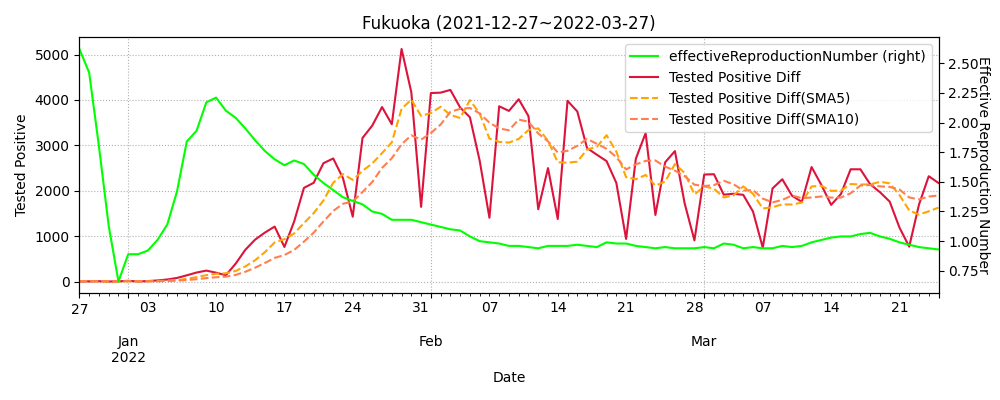 Fukuoka (2021-12-27~2022-03-27)
effectiveReproductionNumber (right)
Tested Positive Diff
Tested Positive Diff(SMA5)
Tested Positive Diff(SMA10)
Tested Positive
5000
4000
3000
2000
1000
0
Effective Reproduction Number
2.50
2.25
2.00
1.75
1.50
1.25
1.00
0.75
27 03 10 17 24 31 07 14 21 28 07 14 21
Jan Feb Mar
2022
Date